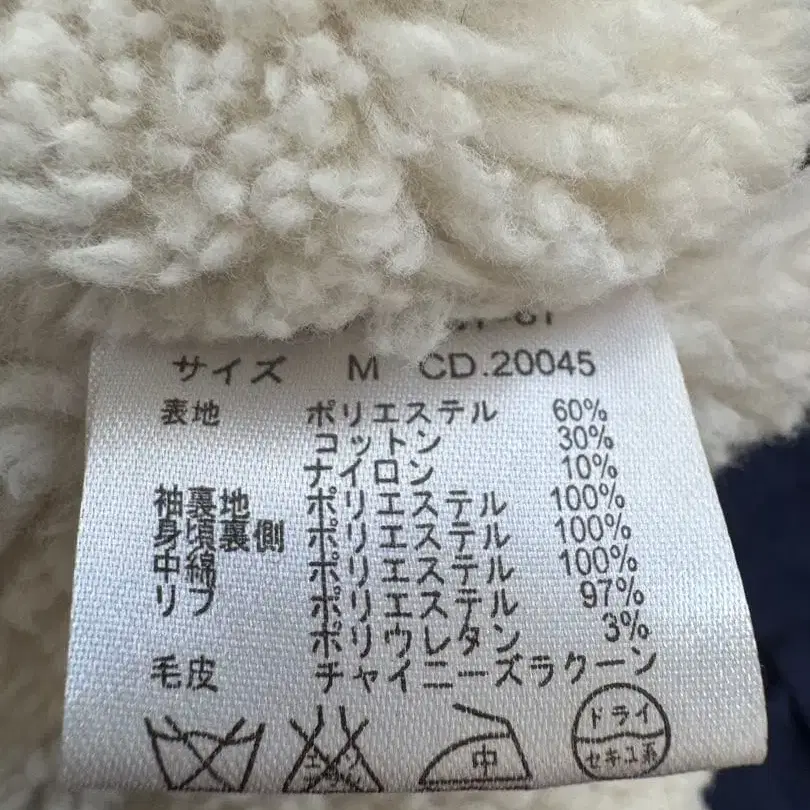 サイズ M CD.20045
表地 ポリエステル 60%
コットン 30%
ナイロン 10%
袖裏地 ポリエステル 100%
身頃裏側 ポリエステル 100%
中綿 ポリエステル 100%
リブ ポリエステル 97%
ポリウレタン 3%
毛皮 チャイニーズラクーン
中 ドライ
セキユ系